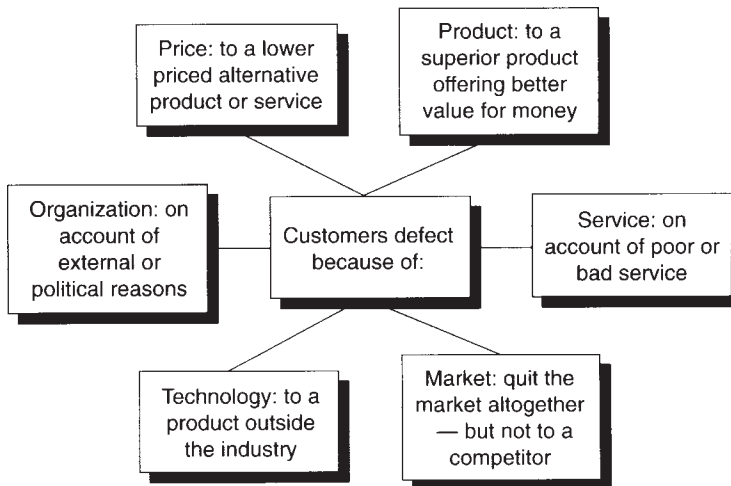 Price: to a lower
priced alternative
product or service
Product: to a
superior product
offering better
value for money
Organization: on
account of
external or
political reasons
Customers defect
because of:
Service: on
account of poor or
bad service
Technology: to a
product outside
the industry
Market: quit the
market altogether
— but not to a
competitor